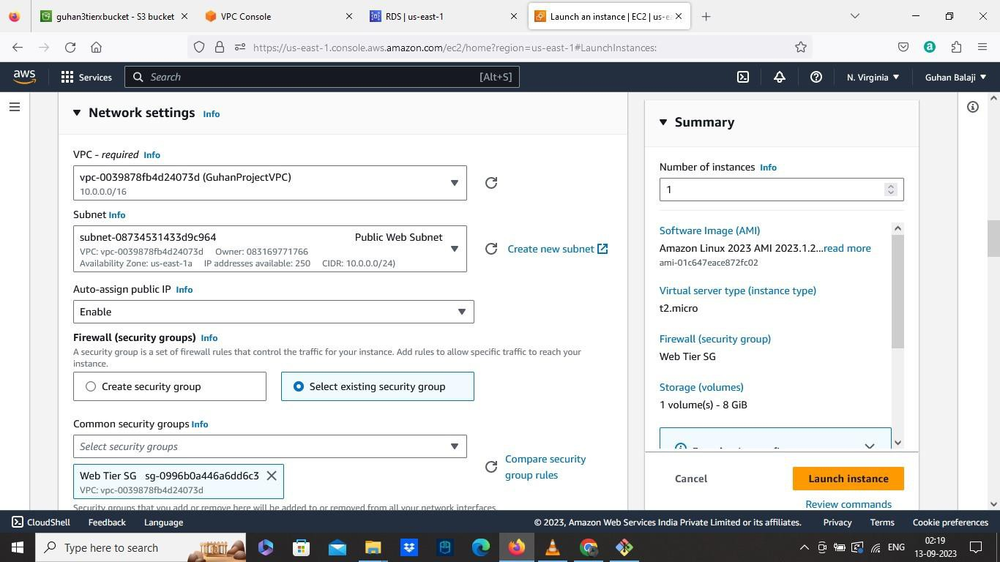 guhan3tierxbucket - S3 bucket
VPC Console
RDS | us-east-1
Launch an instance | EC2 | us-ea
https://us-east-1.console.aws.amazon.com/ec2/home?region=us-east-1#LaunchInstances:
aws
Services
Search
[Alt+S]
N. Virginia
Guhan Balaji
Network settings Info
VPC - required Info
vpc-0039878fb4d24073d (GuhanProjectVPC)
10.0.0.0/16
Subnet Info
subnet-08734531433d9c964 Public Web Subnet
VPC: vpc-0039878fb4d24073d Owner: 083169771766
Availability Zone: us-east-1a IP addresses available: 250 CIDR: 10.0.0.0/24)
Create new subnet
Auto-assign public IP Info
Enable
Firewall (security groups) Info
A security group is a set of firewall rules that control the traffic for your instance. Add rules to allow specific traffic to reach your
instance.
Create security group
Select existing security group
Common security groups Info
Select security groups
Web Tier SG sg-0996b0a446a6dd6c3
VPC: vpc-0039878fb4d24073d
Compare security
group rules
Security groups that you add or remove here will be added to or removed from all your network interfaces.
Summary
Number of instances Info
1
Software Image (AMI)
Amazon Linux 2023 AMI 2023.1.2...read more
ami-01c647eace872fc02
Virtual server type (instance type)
t2.micro
Firewall (security group)
Web Tier SG
Storage (volumes)
1 volume(s) - 8 GiB
Cancel
Launch instance
Review commands
CloudShell
Feedback
Language
© 2023, Amazon Web Services India Private Limited or its affiliates.
Privacy
Terms
Cookie preferences
Type here to search
ENG
02:19
13-09-2023